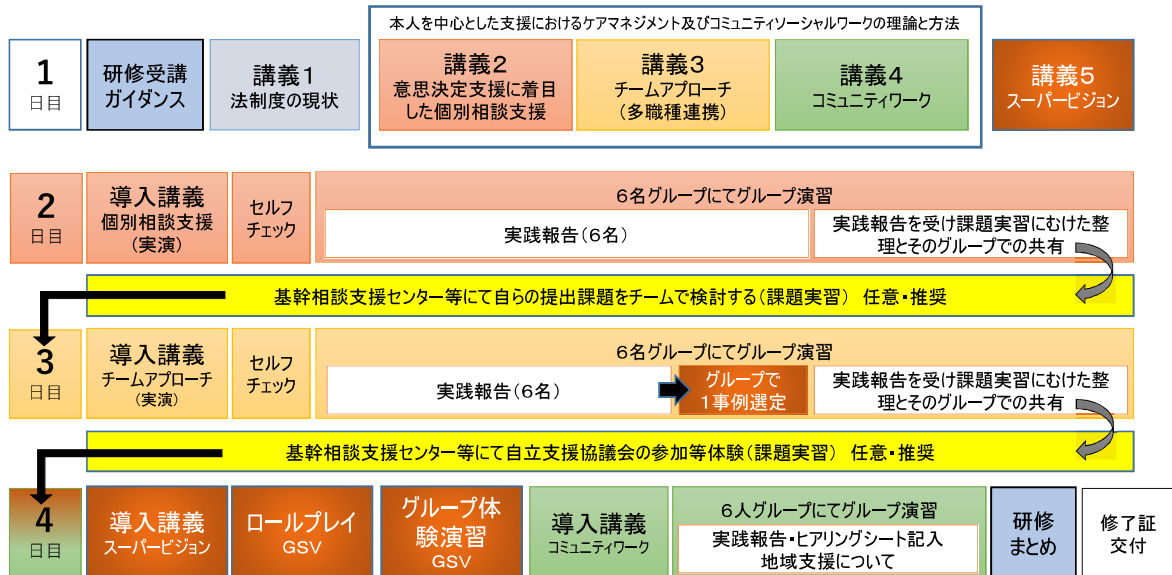 本人を中心とした支援におけるケアマネジメント及びコミュニティソーシャルワークの理論と方法
1
日目
研修受講
ガイダンス
講義1
法制度の現状
講義2
意思決定支援に着目
した個別相談支援
講義3
チームアプローチ
(多職種連携)
講義4
コミュニティワーク
講義5
スーパービジョン
2
日目
導入講義
個別相談支援
(実演)
セルフ
チェック
6名グループにてグループ演習
実践報告(6名)
実践報告を受け課題実習にむけた整
理とそのグループでの共有
基幹相談支援センター等にて自らの提出課題をチームで検討する(課題実習) 任意・推奨
3
日目
導入講義
チームアプローチ
(実演)
セルフ
チェック
6名グループにてグループ演習
実践報告(6名)
グループで
1事例選定
実践報告を受け課題実習にむけた整
理とそのグループでの共有
基幹相談支援センター等にて自立支援協議会の参加等体験(課題実習) 任意・推奨
4
日目
導入講義
スーパービジョン
ロールプレイ
GSV
グループ体
験演習
GSV
導入講義
コミュニティワーク
6人グループにてグループ演習
実践報告・ヒアリングシート記入
地域支援について
研修
まとめ
修了証
交付